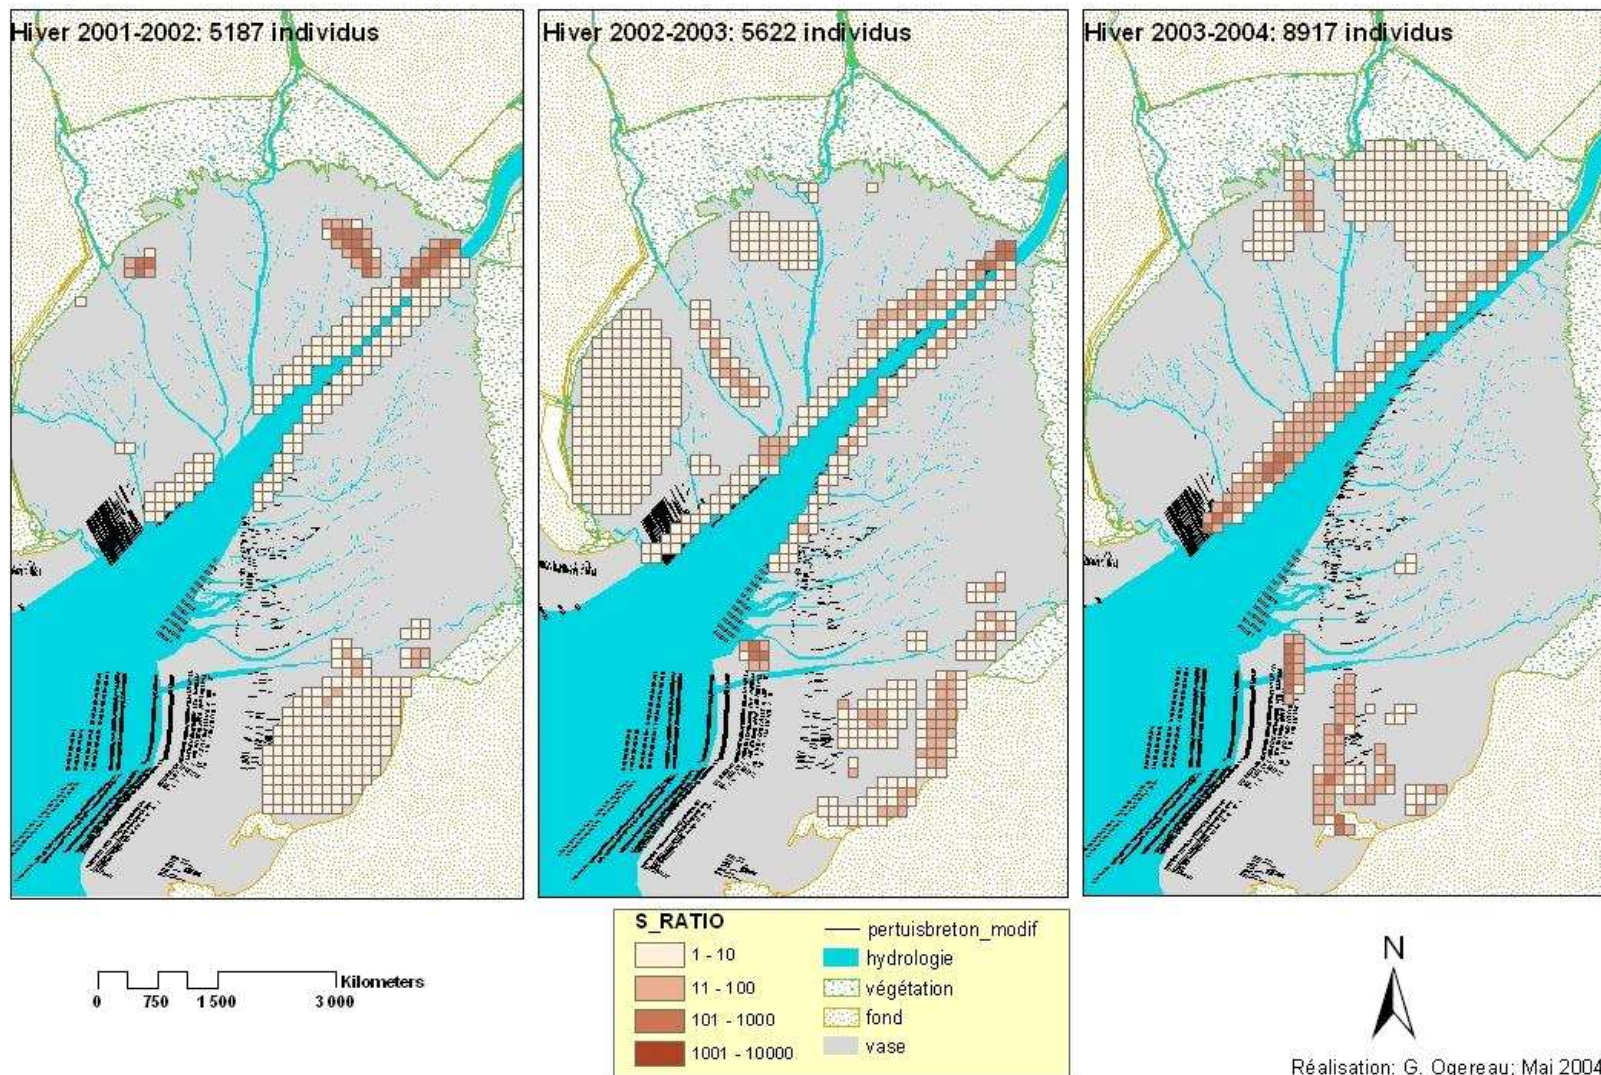 Hiver 2001-2002: 5187 individus
Hiver 2002-2003: 5622 individus
Hiver 2003-2004: 8917 individus
Kilometers
0 750 1 500 3 000
S_RATIO
1 - 10
11 - 100
101 - 1000
1001 - 10000
pertuisbreton_modif
hydrologie
végétation
fond
vase
N
Réalisation: G. Ogereau; Mai 2004